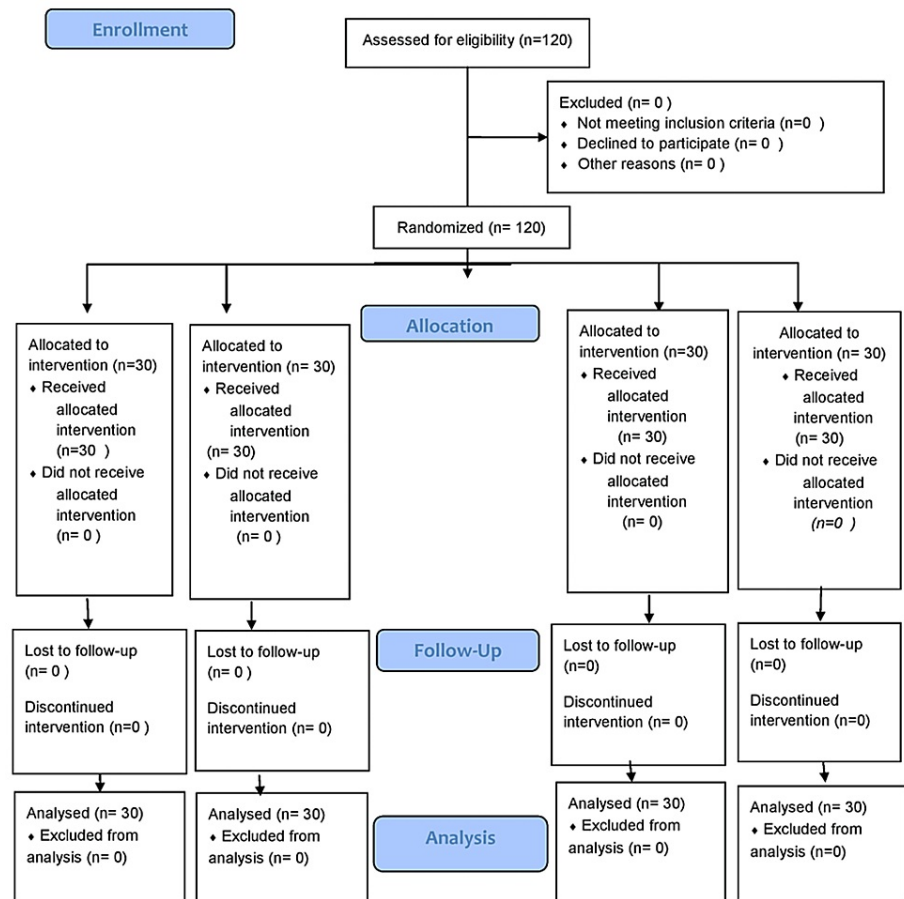 Enrollment
Assessed for eligibility (n=120)
Excluded (n= 0 )
♦ Not meeting inclusion criteria (n=0 )
♦ Declined to participate (n= 0 )
♦ Other reasons (n= 0 )
Randomized (n= 120)
Allocation
Allocated to
intervention (n=30)
♦ Received
allocated
intervention
(n=30 )
♦ Did not receive
allocated
intervention
(n= 0 )
Allocated to
intervention (n= 30)
♦ Received
allocated
intervention
(n= 30)
♦ Did not receive
allocated
intervention
(n= 0 )
Allocated to
intervention (n=30)
♦ Received
allocated
intervention
(n= 30)
♦ Did not receive
allocated
intervention
(n= 0)
Allocated to
intervention (n= 30)
♦ Received
allocated
intervention
(n= 30)
♦ Did not receive
allocated
intervention
(n=0 )
Follow-Up
Lost to follow-up
(n= 0 )
Discontinued
intervention (n=0 )
Lost to follow-up
(n= 0 )
Discontinued
intervention (n= 0)
Lost to follow-up
(n=0)
Discontinued
intervention (n= 0)
Lost to follow-up
(n=0)
Discontinued
intervention (n=0)
Analysis
Analysed (n= 30)
♦ Excluded from
analysis (n= 0)
Analysed (n= 30)
♦ Excluded from
analysis (n= 0)
Analysed (n= 30)
♦ Excluded from
analysis (n= 0)
Analysed (n= 30)
♦ Excluded from
analysis (n=0)